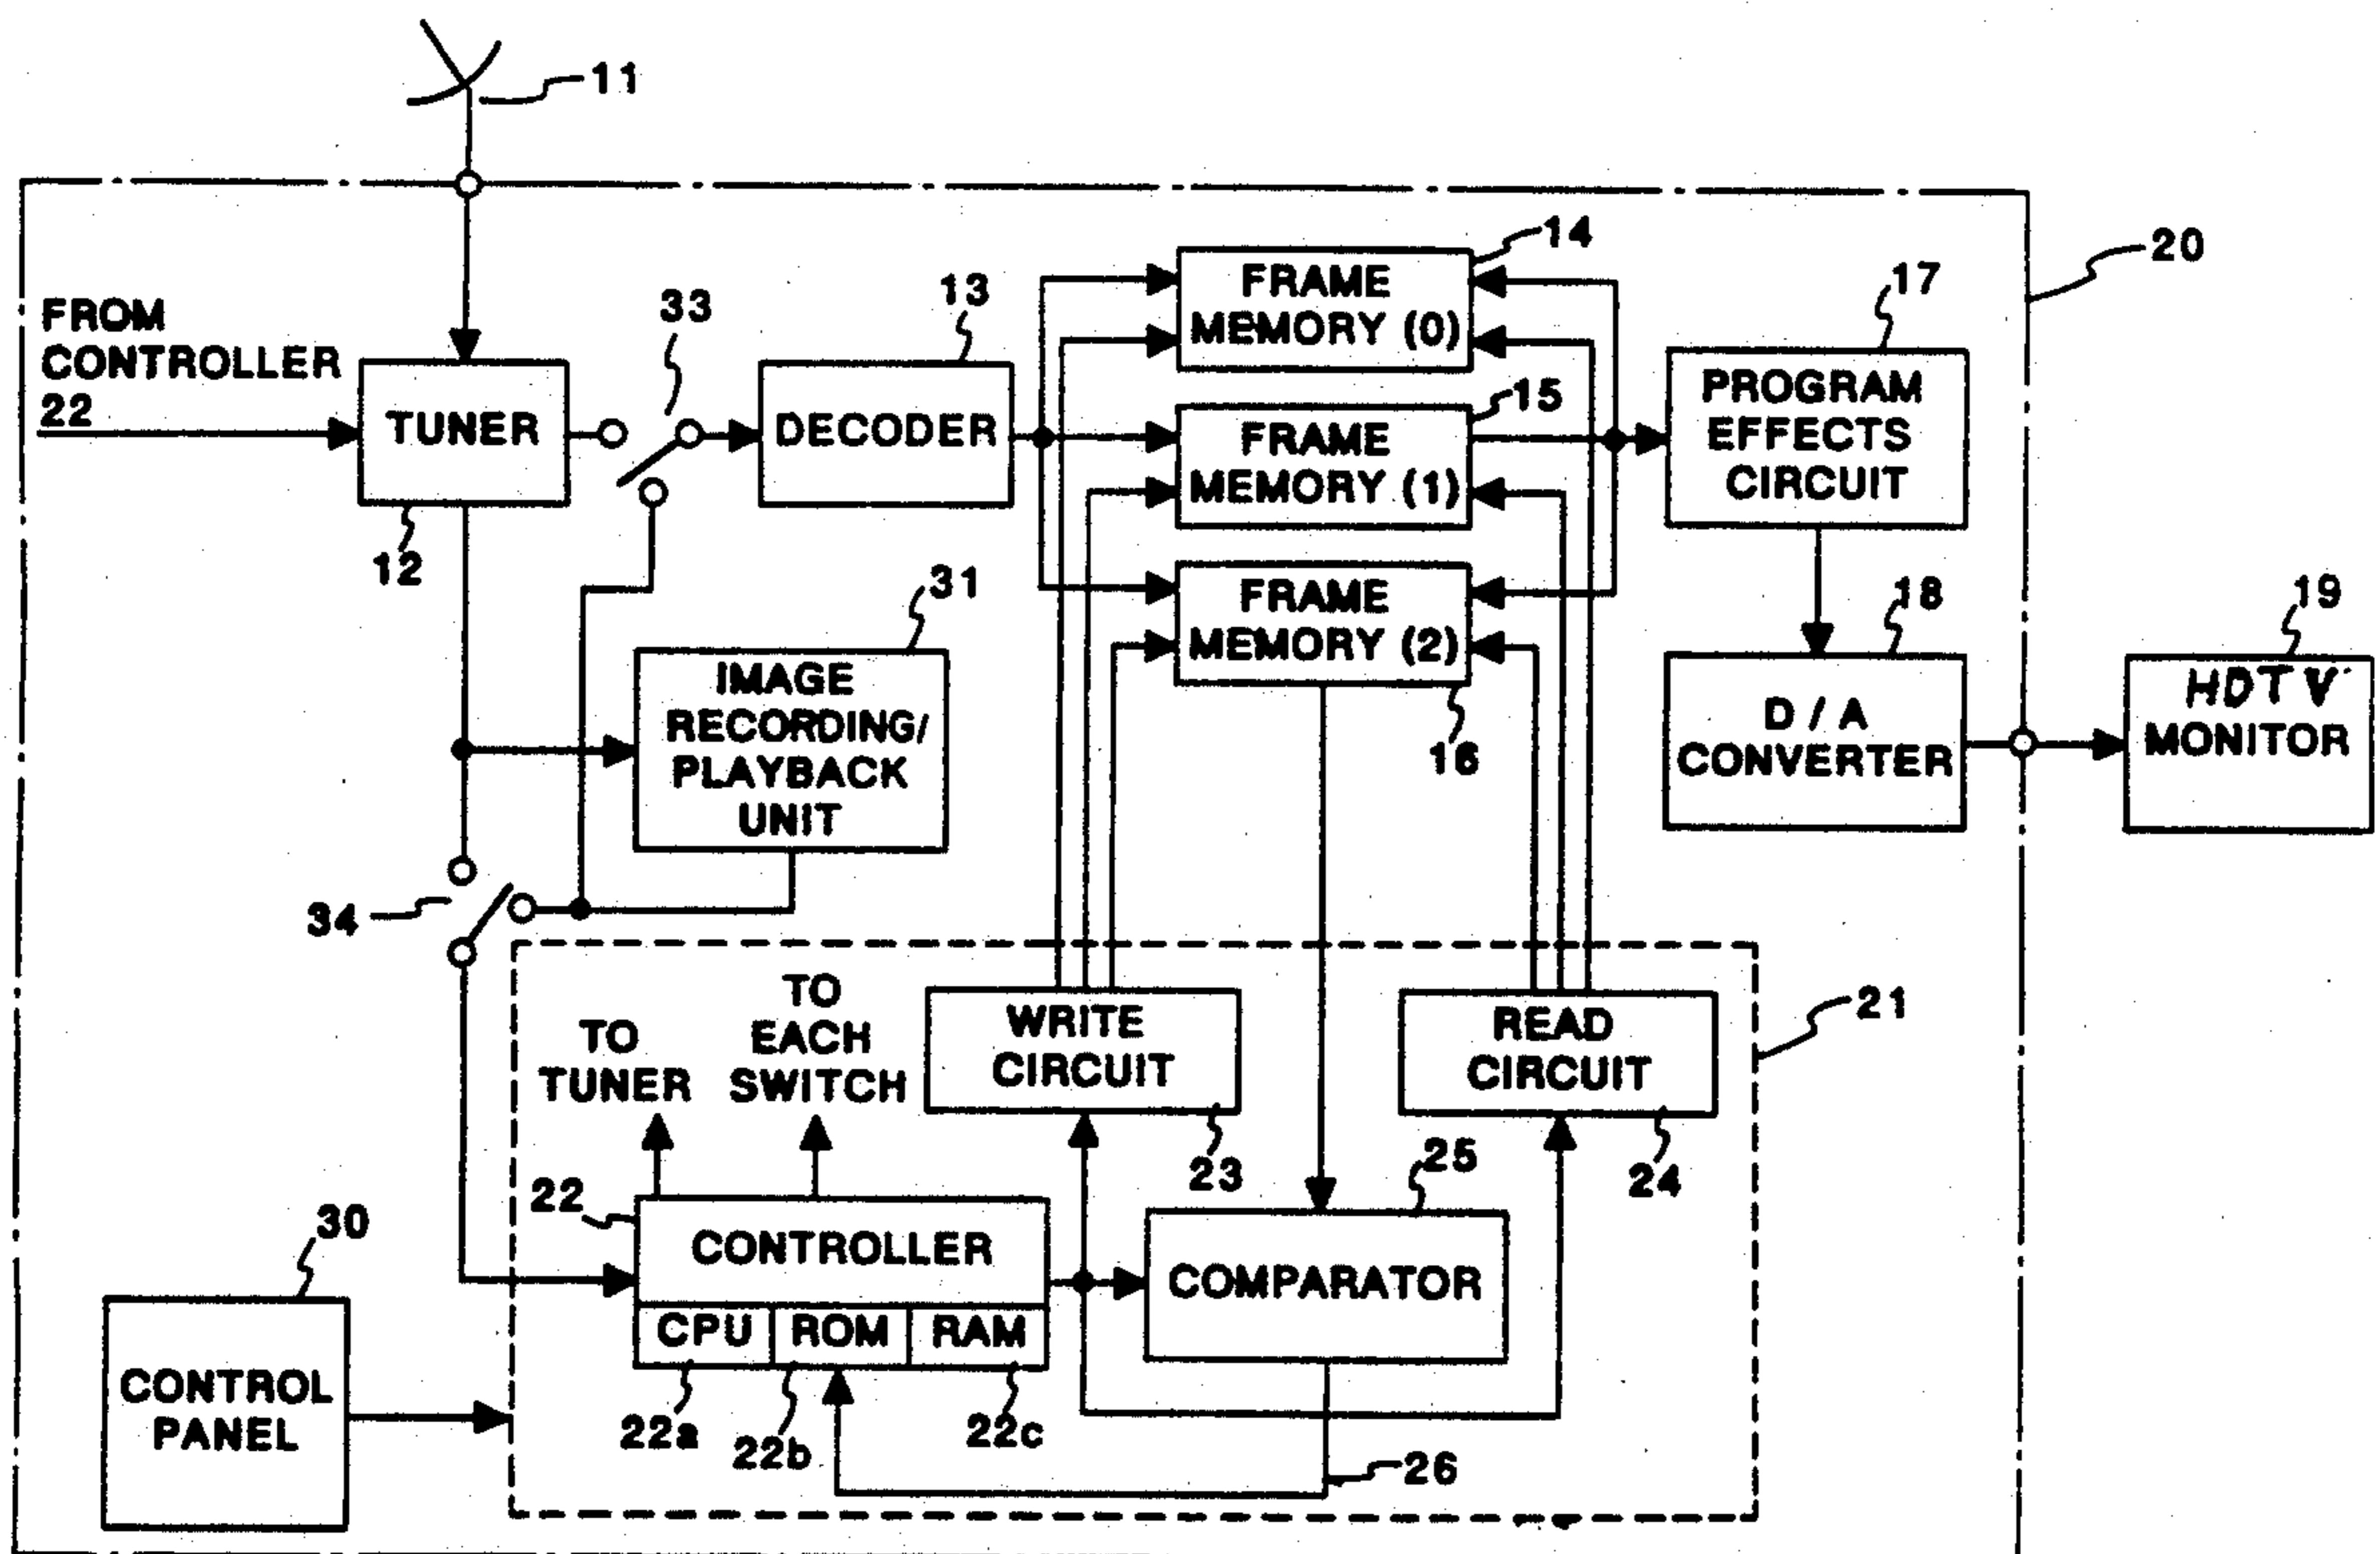 11
20
FROM
CONTROLLER
22
TUNER
12
33
13
DECODER
14
FRAME
MEMORY (0)
15
FRAME
MEMORY (1)
FRAME
MEMORY (2)
16
17
PROGRAM
EFFECTS
CIRCUIT
18
D / A
CONVERTER
19
HDTV
MONITOR
31
IMAGE
RECORDING/
PLAYBACK
UNIT
34
21
TO
TUNER
TO
EACH
SWITCH
WRITE
CIRCUIT
23
READ
CIRCUIT
24
22
CONTROLLER
CPU
ROM
RAM
22a
22b
22c
25
COMPARATOR
26
30
CONTROL
PANEL